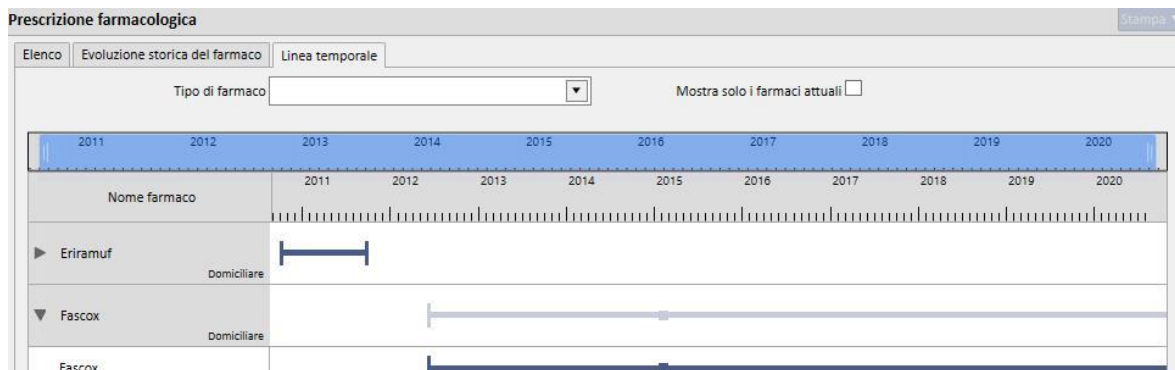 Prescrizione farmacologica
Stampa
Elenco Evoluzione storica del farmaco Linea temporale
Tipo di farmaco Mostra solo i farmaci attuali
2011 2012 2013 2014 2015 2016 2017 2018 2019 2020
Nome farmaco 2011 2012 2013 2014 2015 2016 2017 2018 2019 2020
Eriramuf
Domiciliare
Fascox
Domiciliare
Fascox